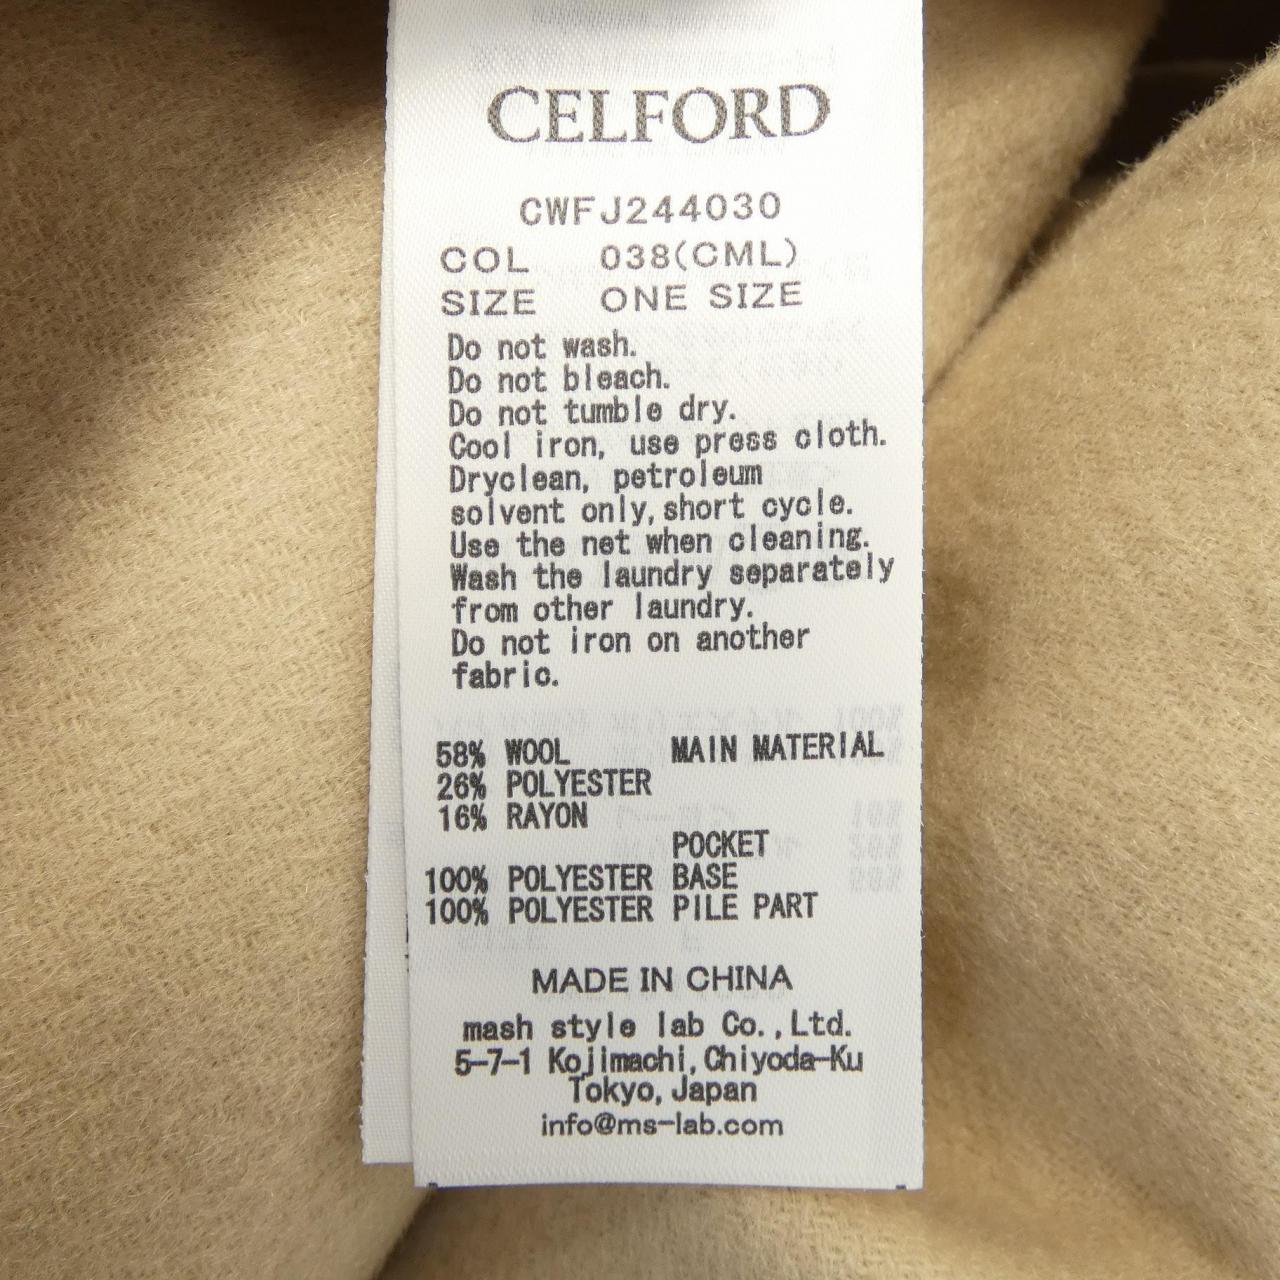 CELFORD
CWFJ244030
COL 038(CML)
SIZE ONE SIZE
Do not wash.
Do not bleach.
Do not tumble dry.
Cool iron, use press cloth.
Dryclean, petroleum
solvent only,short cycle.
Use the net when cleaning.
Wash the laundry separately
from other laundry.
Do not iron on another
fabric.
58% WOOL MAIN MATERIAL
26% POLYESTER
16% RAYON
POCKET
100% POLYESTER BASE
100% POLYESTER PILE PART
MADE IN CHINA
mash style lab Co.,Ltd.
5-7-1 Kojimachi,Chiyoda-Ku
Tokyo,Japan
info@ms-lab.com